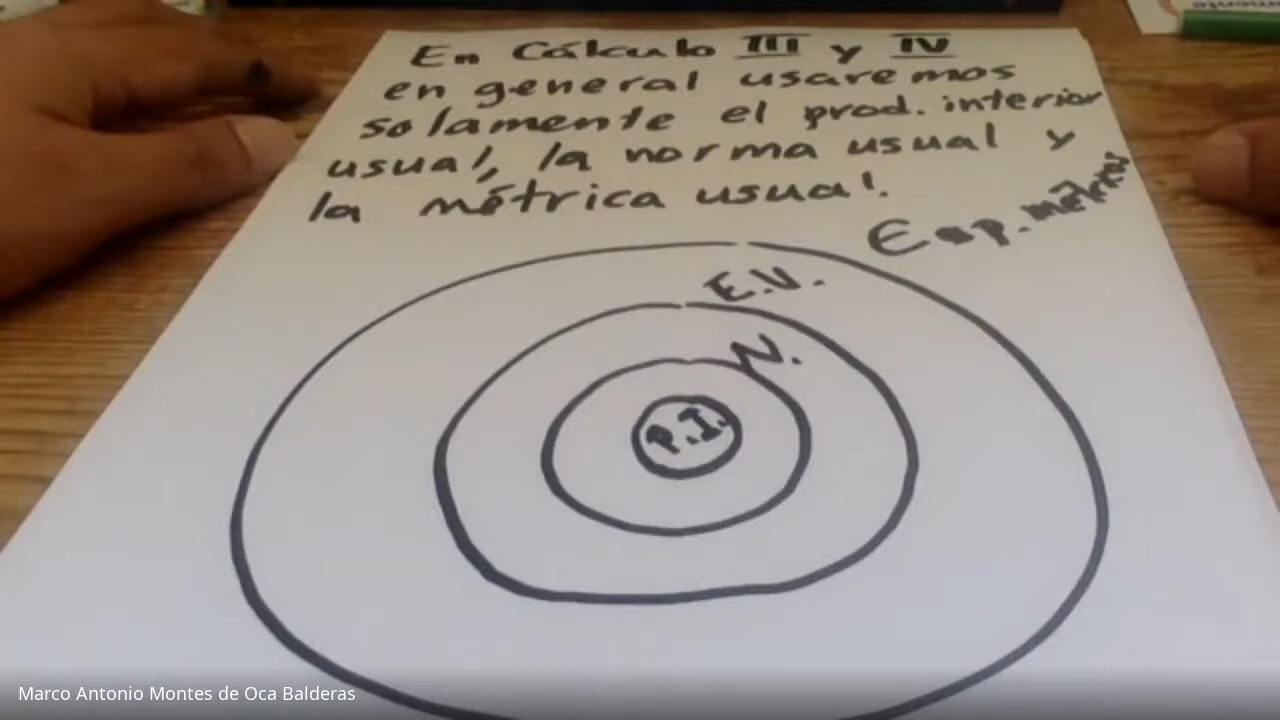 En Cálculo III y IV
en general usaremos
solamente el prod. interior
usual, la norma usual y
la métrica usual.
Esp. métricos
E.V.
N.
P.I.
Marco Antonio Montes de Oca Balderas